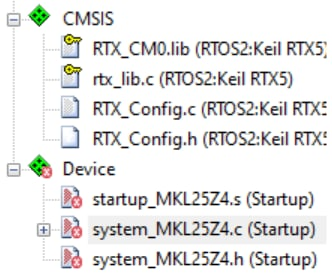 CMSIS
RTX_CM0.lib (RTOS2:Keil RTX5)
rtx_lib.c (RTOS2:Keil RTX5)
RTX_Config.c (RTOS2:Keil RTX5
RTX_Config.h (RTOS2:Keil RTX5
Device
startup_MKL25Z4.s (Startup)
system_MKL25Z4.c (Startup)
system_MKL25Z4.h (Startup)